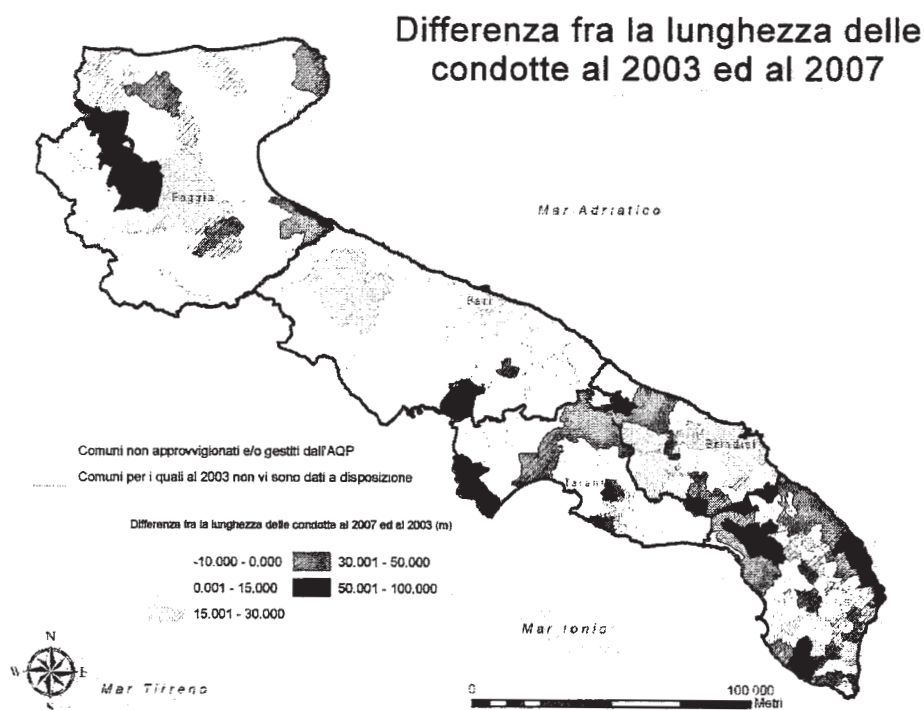 Differenza fra la lunghezza delle
condotte al 2003 ed al 2007
Foggia
Mar Adriatico
Bari
Comuni non approvvigionati e/o gestiti dall'AQP
Comuni per i quali al 2003 non vi sono dati a disposizione
Brindisi
Taranto
Differenza fra la lunghezza delle condotte al 2007 ed al 2003 (m)
-10.000 - 0.000
30.001 - 50.000
0.001 - 15.000
50.001 - 100.000
15.001 - 30.000
Mar Ionio
N
W E
S
Mar Tirreno
0 100.000
Metri